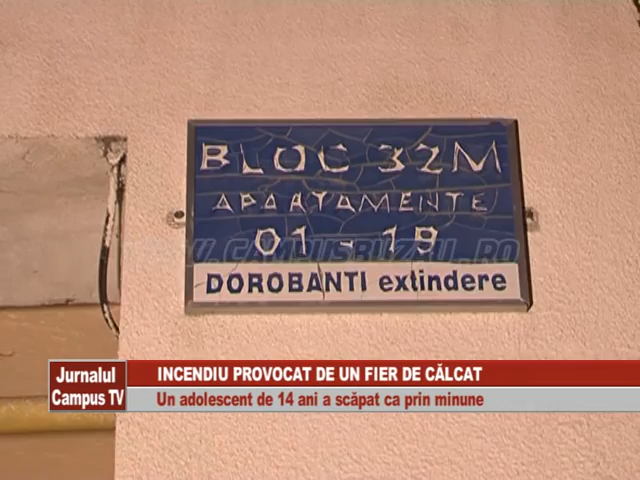 BLOC 32M
APARTAMENTE
01 - 19
WWW.CAMPUSBUZAU.RO
DOROBANTI extindere
Jurnalul
Campus TV
INCENDIU PROVOCAT DE UN FIER DE CĂLCAT
Un adolescent de 14 ani a scăpat ca prin minune